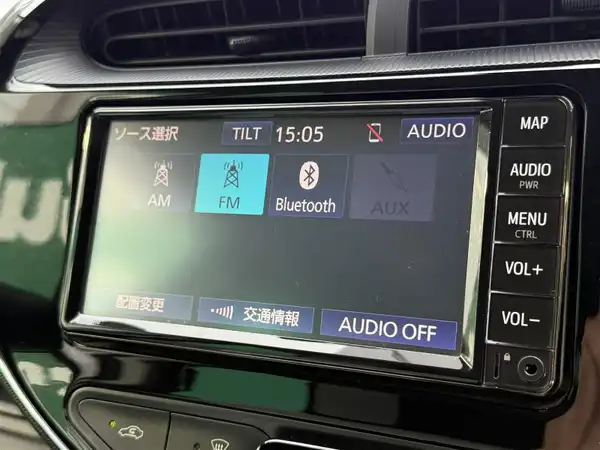 ソース選択 TILT 15:05 AUDIO
AM FM Bluetooth AUX
配置変更 交通情報 AUDIO OFF
MAP
AUDIO
PWR
MENU
CTRL
VOL+
VOL−